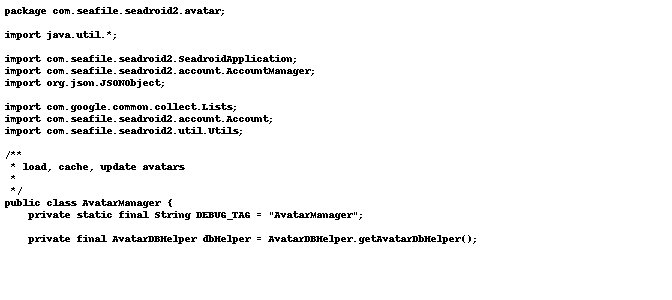 package com.seafile.seadroid2.avatar;

import java.util.*;

import com.seafile.seadroid2.SeadroidApplication;
import com.seafile.seadroid2.account.AccountManager;
import org.json.JSONObject;

import com.google.common.collect.Lists;
import com.seafile.seadroid2.account.Account;
import com.seafile.seadroid2.util.Utils;

/**
 * load, cache, update avatars
 *
 */
public class AvatarManager {
    private static final String DEBUG_TAG = "AvatarManager";

    private final AvatarDBHelper dbHelper = AvatarDBHelper.getAvatarDbHelper();